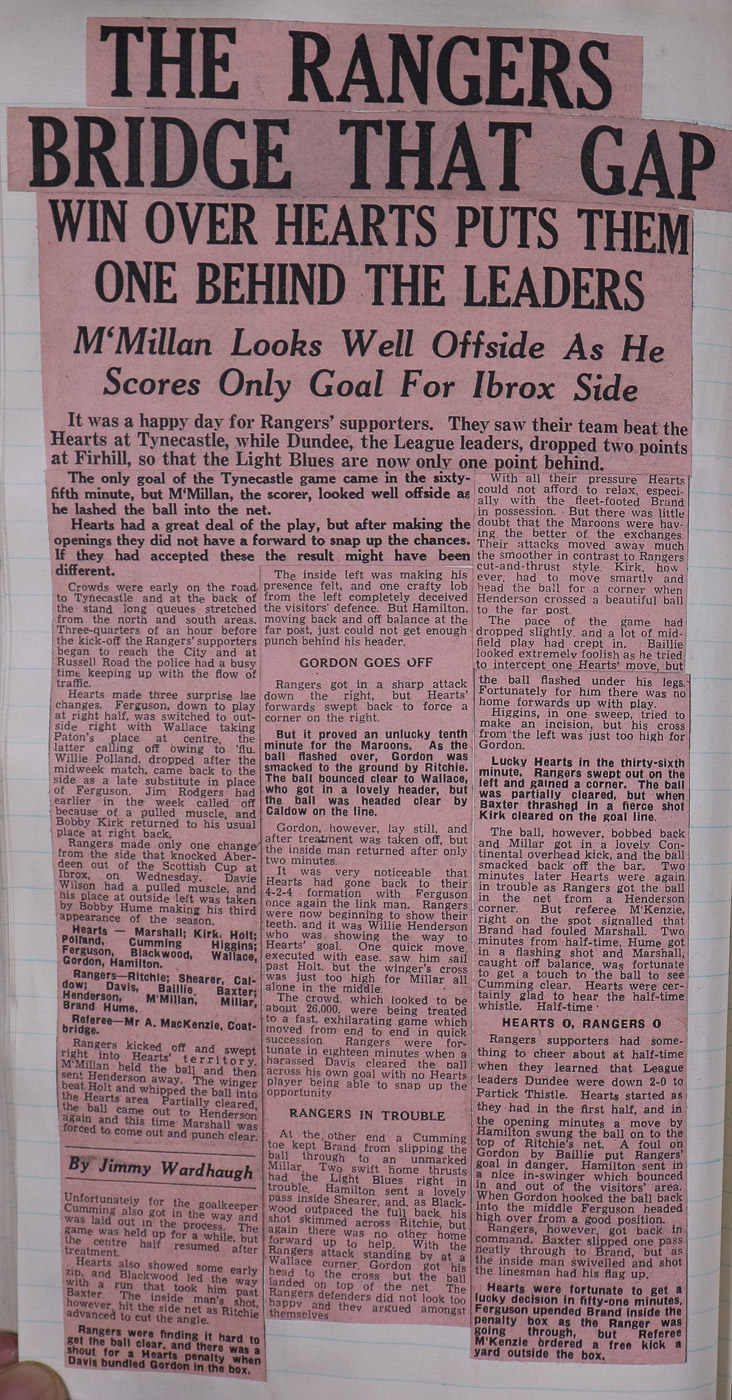 THE RANGERS
BRIDGE THAT GAP
WIN OVER HEARTS PUTS THEM
ONE BEHIND THE LEADERS
M‘Millan Looks Well Offside As He
Scores Only Goal For Ibrox Side
It was a happy day for Rangers' supporters. They saw their team beat the
Hearts at Tynecastle, while Dundee, the League leaders, dropped two points
at Firhill, so that the Light Blues are now only one point behind.
The only goal of the Tynecastle game came in the sixty-
fifth minute, but M‘Millan, the scorer, looked well offside as
he lashed the ball into the net.
Hearts had a great deal of the play, but after making the
openings they did not have a forward to snap up the chances.
If they had accepted these the result might have been
different.
Crowds were early on the road
to Tynecastle and at the back of
the stand long queues stretched
from the north and south areas.
Three-quarters of an hour before
the kick-off the Rangers' supporters
began to reach the City and at
Russell Road the police had a busy
time keeping up with the flow of
traffic.
Hearts made three surprise lae
changes. Ferguson, down to play
at right half, was switched to out-
side right with Wallace taking
Paton's place at centre, the
latter calling off owing to 'flu.
Willie Polland, dropped after the
midweek match, came back to the
side as a late substitute in place
of Ferguson. Jim Rodgers had
earlier in the week called off
because of a pulled muscle, and
Bobby Kirk returned to his usual
place at right back.
Rangers made only one change
from the side that knocked Aber-
deen out of the Scottish Cup at
Ibrox, on Wednesday. Davie
Wilson had a pulled muscle, and
his place at outside left was taken
by Bobby Hume making his third
appearance of the season.
Hearts — Marshall; Kirk, Holt;
Polland, Cumming Higgins;
Ferguson, Blackwood, Wallace,
Gordon, Hamilton.
Rangers—Ritchie; Shearer, Cal-
dow; Davis, Baillie, Baxter;
Henderson, M‘Millan, Millar,
Brand Hume.
Referee—Mr A. MacKenzie, Coat-
bridge.
Rangers kicked off and swept
right into Hearts' territory.
M‘Millan held the ball and then
sent Henderson away. The winger
beat Holt and whipped the ball into
the Hearts area Partially cleared,
the ball came out to Henderson
again and this time Marshall was
forced to come out and punch clear.
By Jimmy Wardhaugh
Unfortunately for the goalkeeper
Cumming also got in the way and
was laid out in the process. The
game was held up for a while, but
the centre half resumed after
treatment.
Hearts also showed some early
zip, and Blackwood led the way
with a run that took him past
Baxter. The inside man's shot,
however, hit the side net as Ritchie
advanced to cut the angle.
Rangers were finding it hard to
get the ball clear, and there was a
shout for a Hearts penalty when
Davis bundled Gordon in the box.
The inside left was making his
presence felt, and one crafty lob
from the left completely deceived
the visitors' defence. But Hamilton,
moving back and off balance at the
far post, just could not get enough
punch behind his header.
GORDON GOES OFF
Rangers got in a sharp attack
down the right, but Hearts'
forwards swept back to force a
corner on the right.
But it proved an unlucky tenth
minute for the Maroons. As the
ball flashed over, Gordon was
smacked to the ground by Ritchie.
The ball bounced clear to Wallace,
who got in a lovely header, but
the ball was headed clear by
Caldow on the line.
Gordon, however, lay still, and
after treatment was taken off, but
the inside man returned after only
two minutes.
It was very noticeable that
Hearts had gone back to their
4-2-4 formation with Ferguson
once again the link man. Rangers
were now beginning to show their
teeth, and it was Willie Henderson
who was showing the way to
Hearts' goal. One quick move,
executed with ease, saw him sail
past Holt, but the winger's cross
was just too high for Millar all
alone in the middle.
The crowd, which looked to be
about 26,000, were being treated
to a fast, exhilarating game which
moved from end to end in quick
succession Rangers were for-
tunate in eighteen minutes when a
harassed Davis cleared the ball
across his own goal with no Hearts
player being able to snap up the
opportunity
RANGERS IN TROUBLE
At the other end a Cumming
toe kept Brand from slipping the
ball through to an unmarked
Millar. Two swift home thrusts
had the Light Blues right in
trouble. Hamilton sent a lovely
pass inside Shearer, and, as Black-
wood outpaced the full back, his
shot skimmed across Ritchie, but
again there was no other home
forward up to help. With the
Rangers attack standing by at a
Wallace corner, Gordon got his
head to the cross but the ball
landed on top of the net. The
Rangers defenders did not look too
happy and they argued amongst
themselves
With all their pressure Hearts
could not afford to relax, especi-
ally with the fleet-footed Brand
in possession. But there was little
doubt that the Maroons were hav-
ing the better of the exchanges.
Their attacks moved away much
the smoother in contrast to Rangers
cut-and-thrust style. Kirk, how
ever, had to move smartly and
head the ball for a corner when
Henderson crossed a beautiful ball
to the far post.
The pace of the game had
dropped slightly, and a lot of mid-
field play had crept in. Baillie
looked extremely foolish as he tried
to intercept one Hearts' move, but
the ball flashed under his legs.
Fortunately for him there was no
home forwards up with play.
Higgins, in one sweep, tried to
make an incision, but his cross
from the left was just too high for
Gordon.
Lucky Hearts in the thirty-sixth
minute. Rangers swept out on the
left and gained a corner. The ball
was partially cleared, but when
Baxter thrashed in a fierce shot
Kirk cleared on the goal line.
The ball, however, bobbed back
and Millar got in a lovely Con-
tinental overhead kick, and the ball
smacked back off the bar. Two
minutes later Hearts were again
in trouble as Rangers got the ball
in the net from a Henderson
corner. But referee M‘Kenzie,
right on the spot signalled that
Brand had fouled Marshall. Two
minutes from half-time, Hume got
in a flashing shot and Marshall,
caught off balance, was fortunate
to get a touch to the ball to see
Cumming clear. Hearts were cer-
tainly glad to hear the half-time
whistle. Half-time
HEARTS O, RANGERS O
Rangers supporters had some-
thing to cheer about at half-time
when they learned that League
leaders Dundee were down 2-0 to
Partick Thistle. Hearts started as
they had in the first half, and in
the opening minutes a move by
Hamilton swung the ball on to the
top of Ritchie's net. A foul on
Gordon by Baillie put Rangers'
goal in danger. Hamilton sent in
a nice in-swinger which bounced
in and out of the visitors' area.
When Gordon hooked the ball back
into the middle Ferguson headed
high over from a good position.
Rangers, however, got back in
command. Baxter slipped one pass
neatly through to Brand, but as
the inside man swivelled and shot
the linesman had his flag up.
Hearts were fortunate to get a
lucky decision in fifty-one minutes.
Ferguson upended Brand inside the
penalty box as the Ranger was
going through, but Referee
M‘Kenzie ordered a free kick a
yard outside the box.